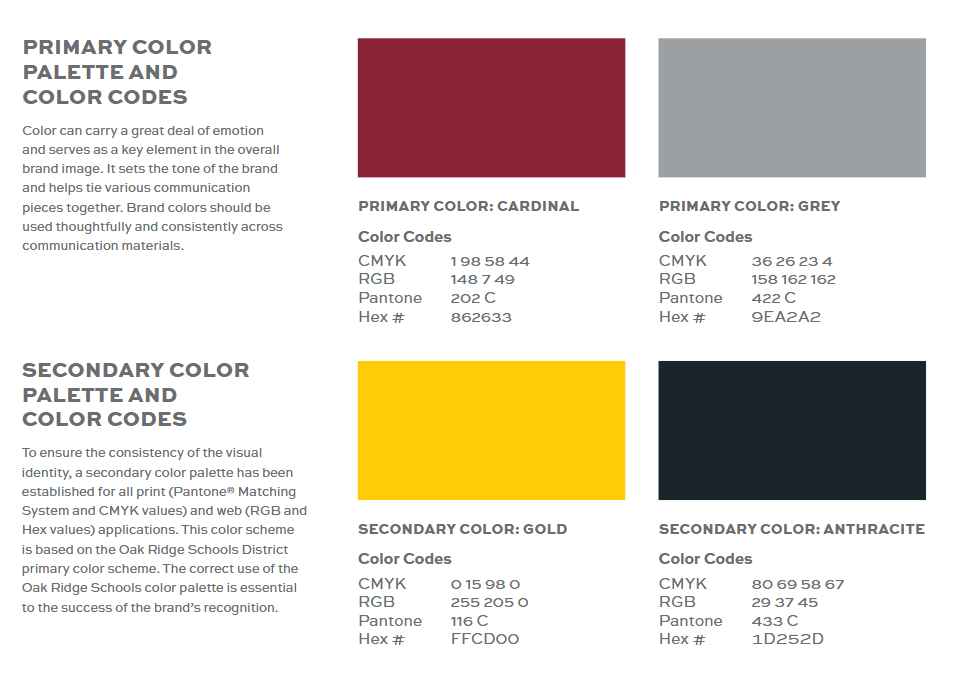 PRIMARY COLOR
PALETTE AND
COLOR CODES
Color can carry a great deal of emotion
and serves as a key element in the overall
brand image. It sets the tone of the brand
and helps tie various communication
pieces together. Brand colors should be
used thoughtfully and consistently across
communication materials.
PRIMARY COLOR: CARDINAL
Color Codes
CMYK 1 98 58 44
RGB 148 7 49
Pantone 202 C
Hex # 862633
PRIMARY COLOR: GREY
Color Codes
CMYK 36 26 23 4
RGB 158 162 162
Pantone 422 C
Hex # 9EA2A2
SECONDARY COLOR
PALETTE AND
COLOR CODES
To ensure the consistency of the visual
identity, a secondary color palette has been
established for all print (Pantone® Matching
System and CMYK values) and web (RGB and
Hex values) applications. This color scheme
is based on the Oak Ridge Schools District
primary color scheme. The correct use of the
Oak Ridge Schools color palette is essential
to the success of the brand's recognition.
SECONDARY COLOR: GOLD
Color Codes
CMYK 0 15 98 0
RGB 255 205 0
Pantone 116 C
Hex # FFCD00
SECONDARY COLOR: ANTHRACITE
Color Codes
CMYK 80 69 58 67
RGB 29 37 45
Pantone 433 C
Hex # 1D252D